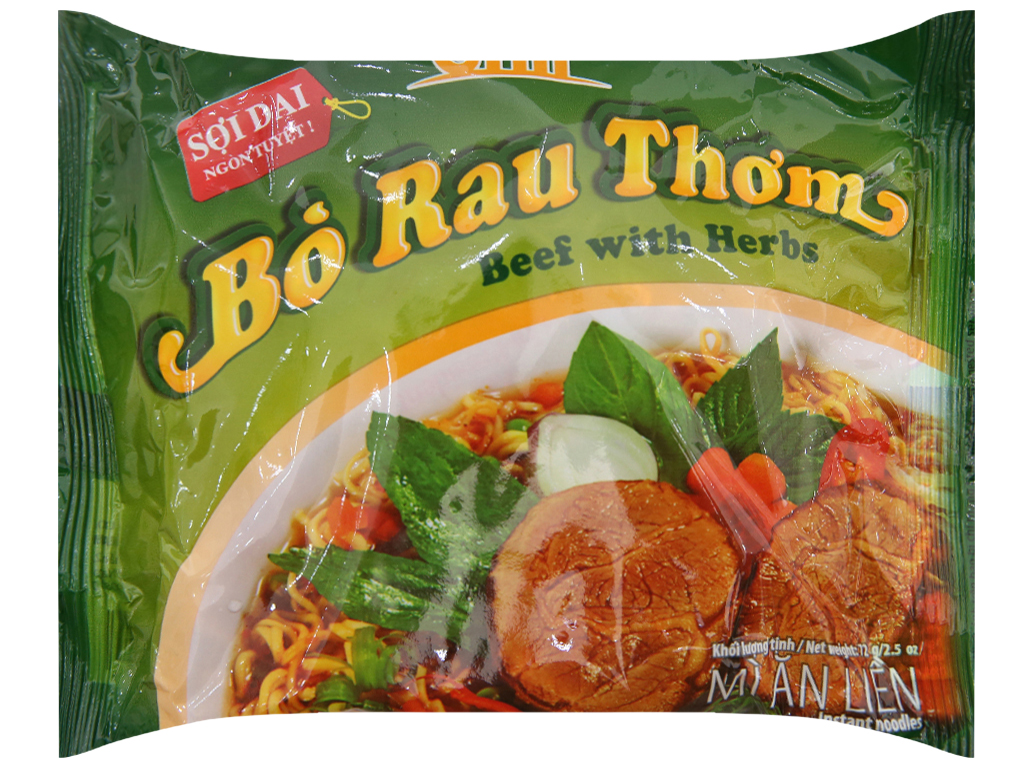 SỢI DAI
NGON TUYỆT !
Bò Rau Thơm
Beef with Herbs
Khối lượng tịnh / Net weight: 72 g/2.5 oz
MÌ ĂN LIỀN
Instant noodles